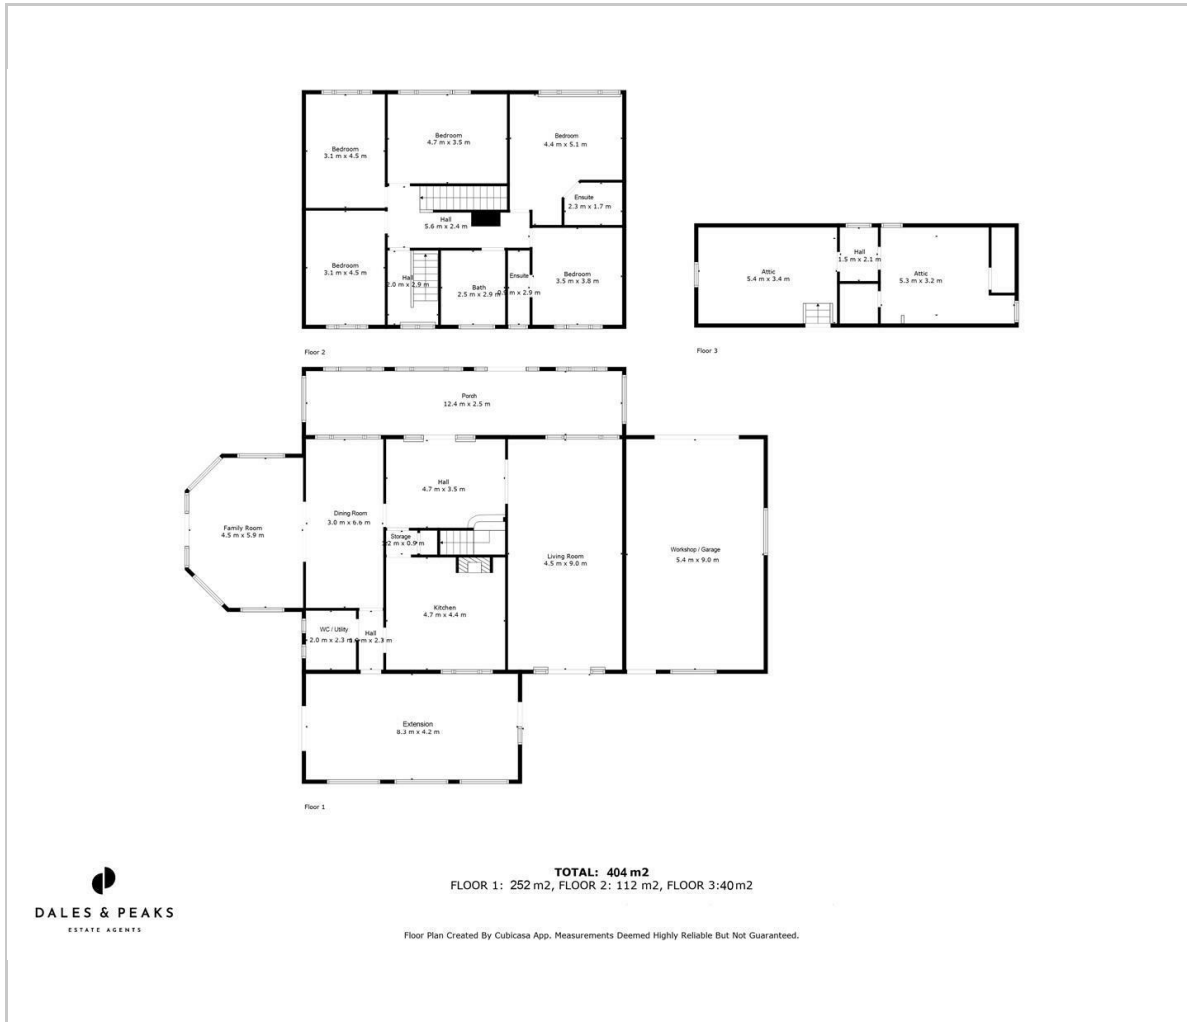 Bedroom
4.7 m x 3.5 m
Bedroom
4.4 m x 5.1 m
Bedroom
3.1 m x 4.5 m
Ensuite
2.3 m x 1.7 m
Hall
5.6 m x 2.4 m
Bedroom
3.1 m x 4.5 m
Hall
2.0 m x 2.9 m
Bath
2.5 m x 2.9 m
Ensuite
m x 2.9 m
Bedroom
3.5 m x 3.8 m
Floor 2
Attic
5.4 m x 3.4 m
Hall
1.5 m x 2.1 m
Attic
5.3 m x 3.2 m
Floor 3
Porch
12.4 m x 2.5 m
Hall
4.7 m x 3.5 m
Dining Room
3.0 m x 6.6 m
Family Room
4.5 m x 5.9 m
Storage
m x 0.9 m
Living Room
4.5 m x 9.0 m
Workshop / Garage
5.4 m x 9.0 m
Kitchen
4.7 m x 4.4 m
WC / Utility
2.0 m x 2.3
Hall
m x 2.3 m
Extension
8.3 m x 4.2 m
Floor 1
TOTAL: 404 m2
FLOOR 1: 252 m2, FLOOR 2: 112 m2, FLOOR 3:40 m2
DALES & PEAKS
ESTATE AGENTS
Floor Plan Created By Cubicasa App. Measurements Deemed Highly Reliable But Not Guaranteed.